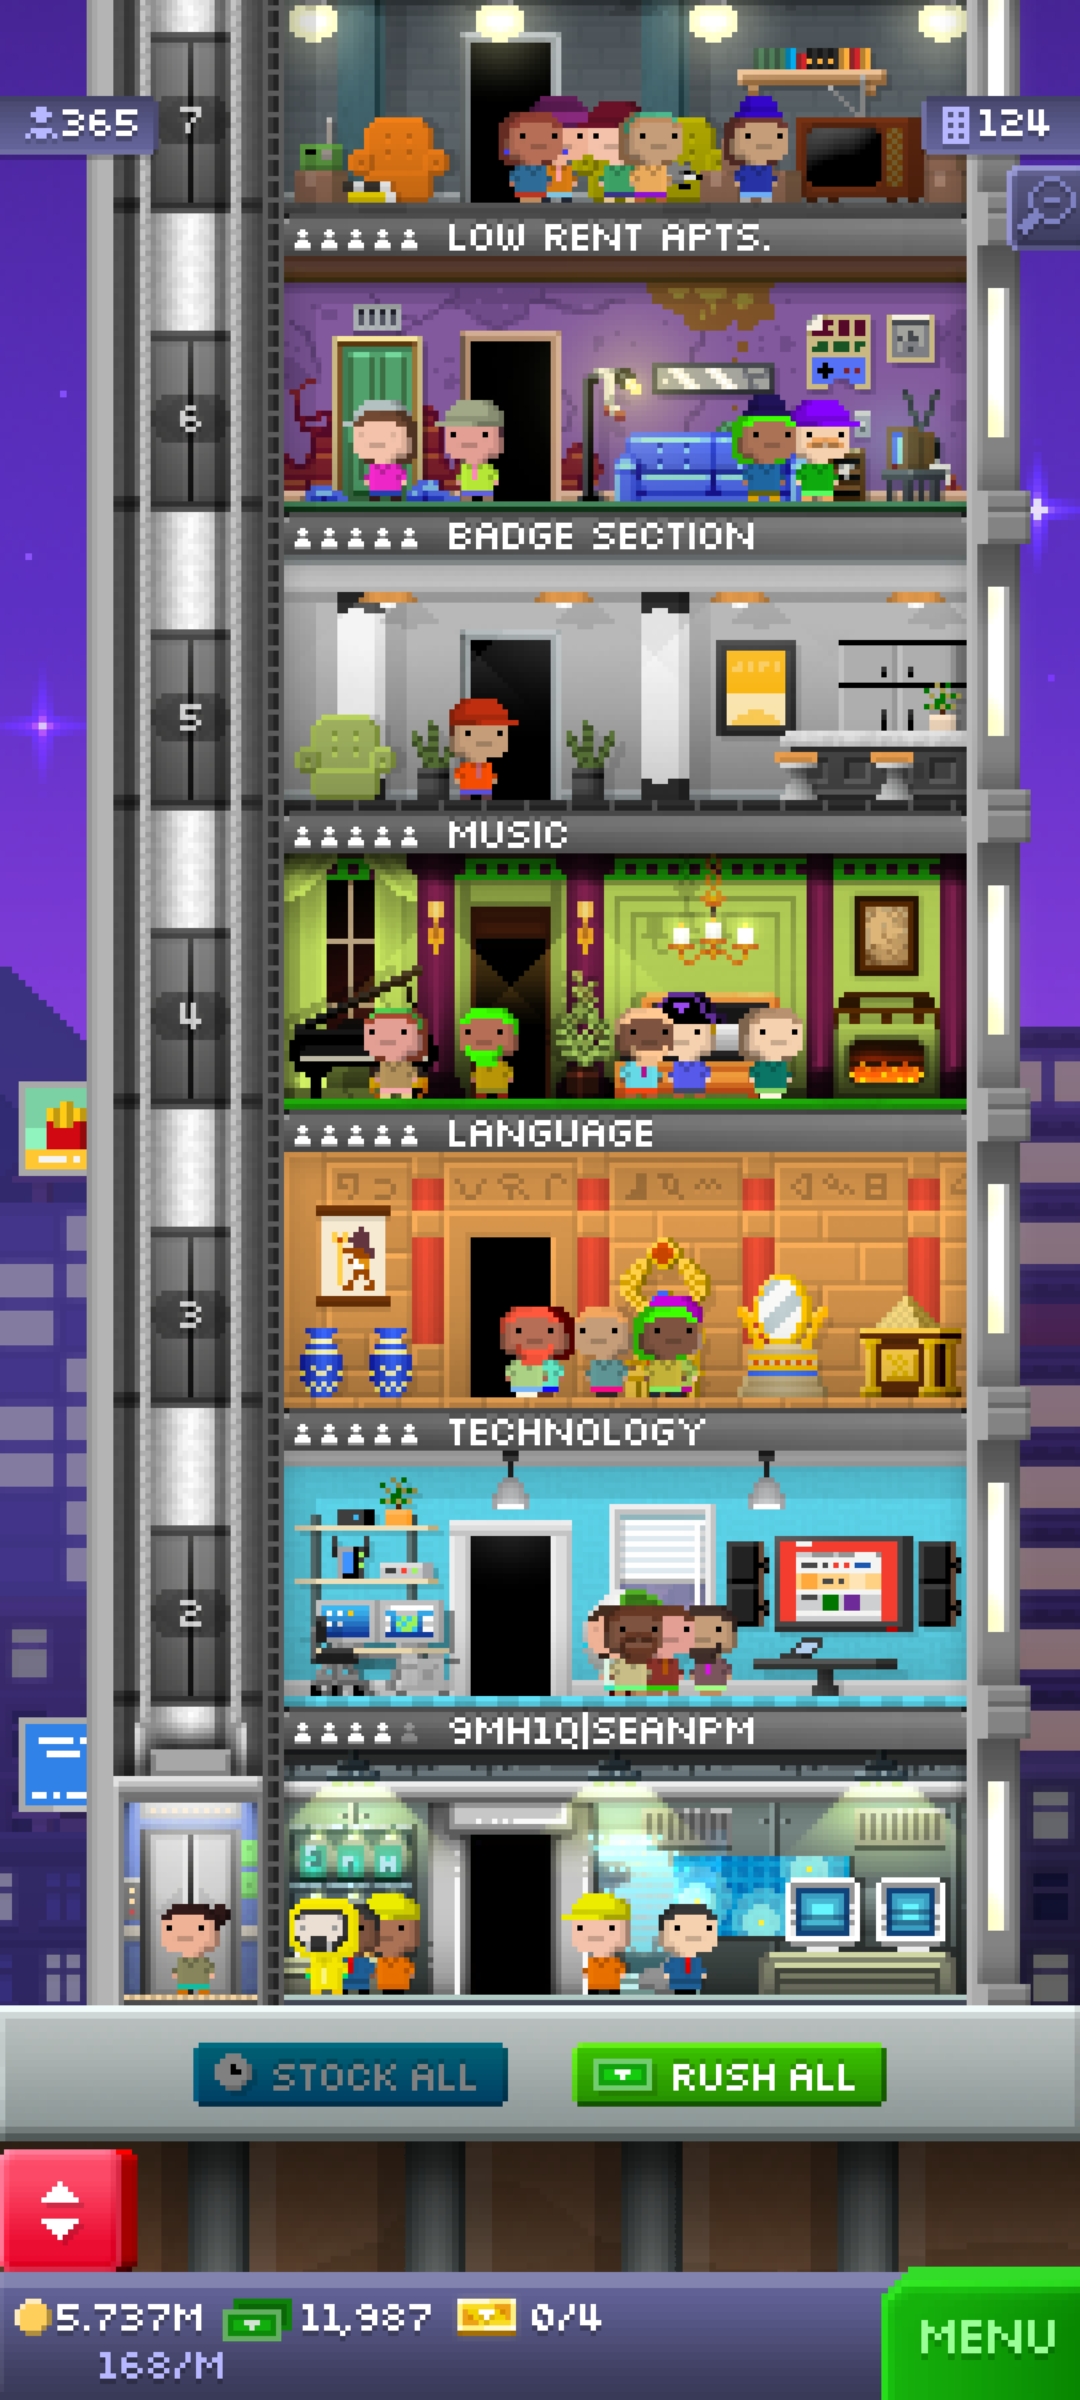 7
365
124
LOW RENT APTS.
6
BADGE SECTION
5
MUSIC
4
LANGUAGE
3
TECHNOLOGY
2
9MH1Q|SEANPM
STOCK ALL
RUSH ALL
5.737M
11,987
0/4
168/M
MENU